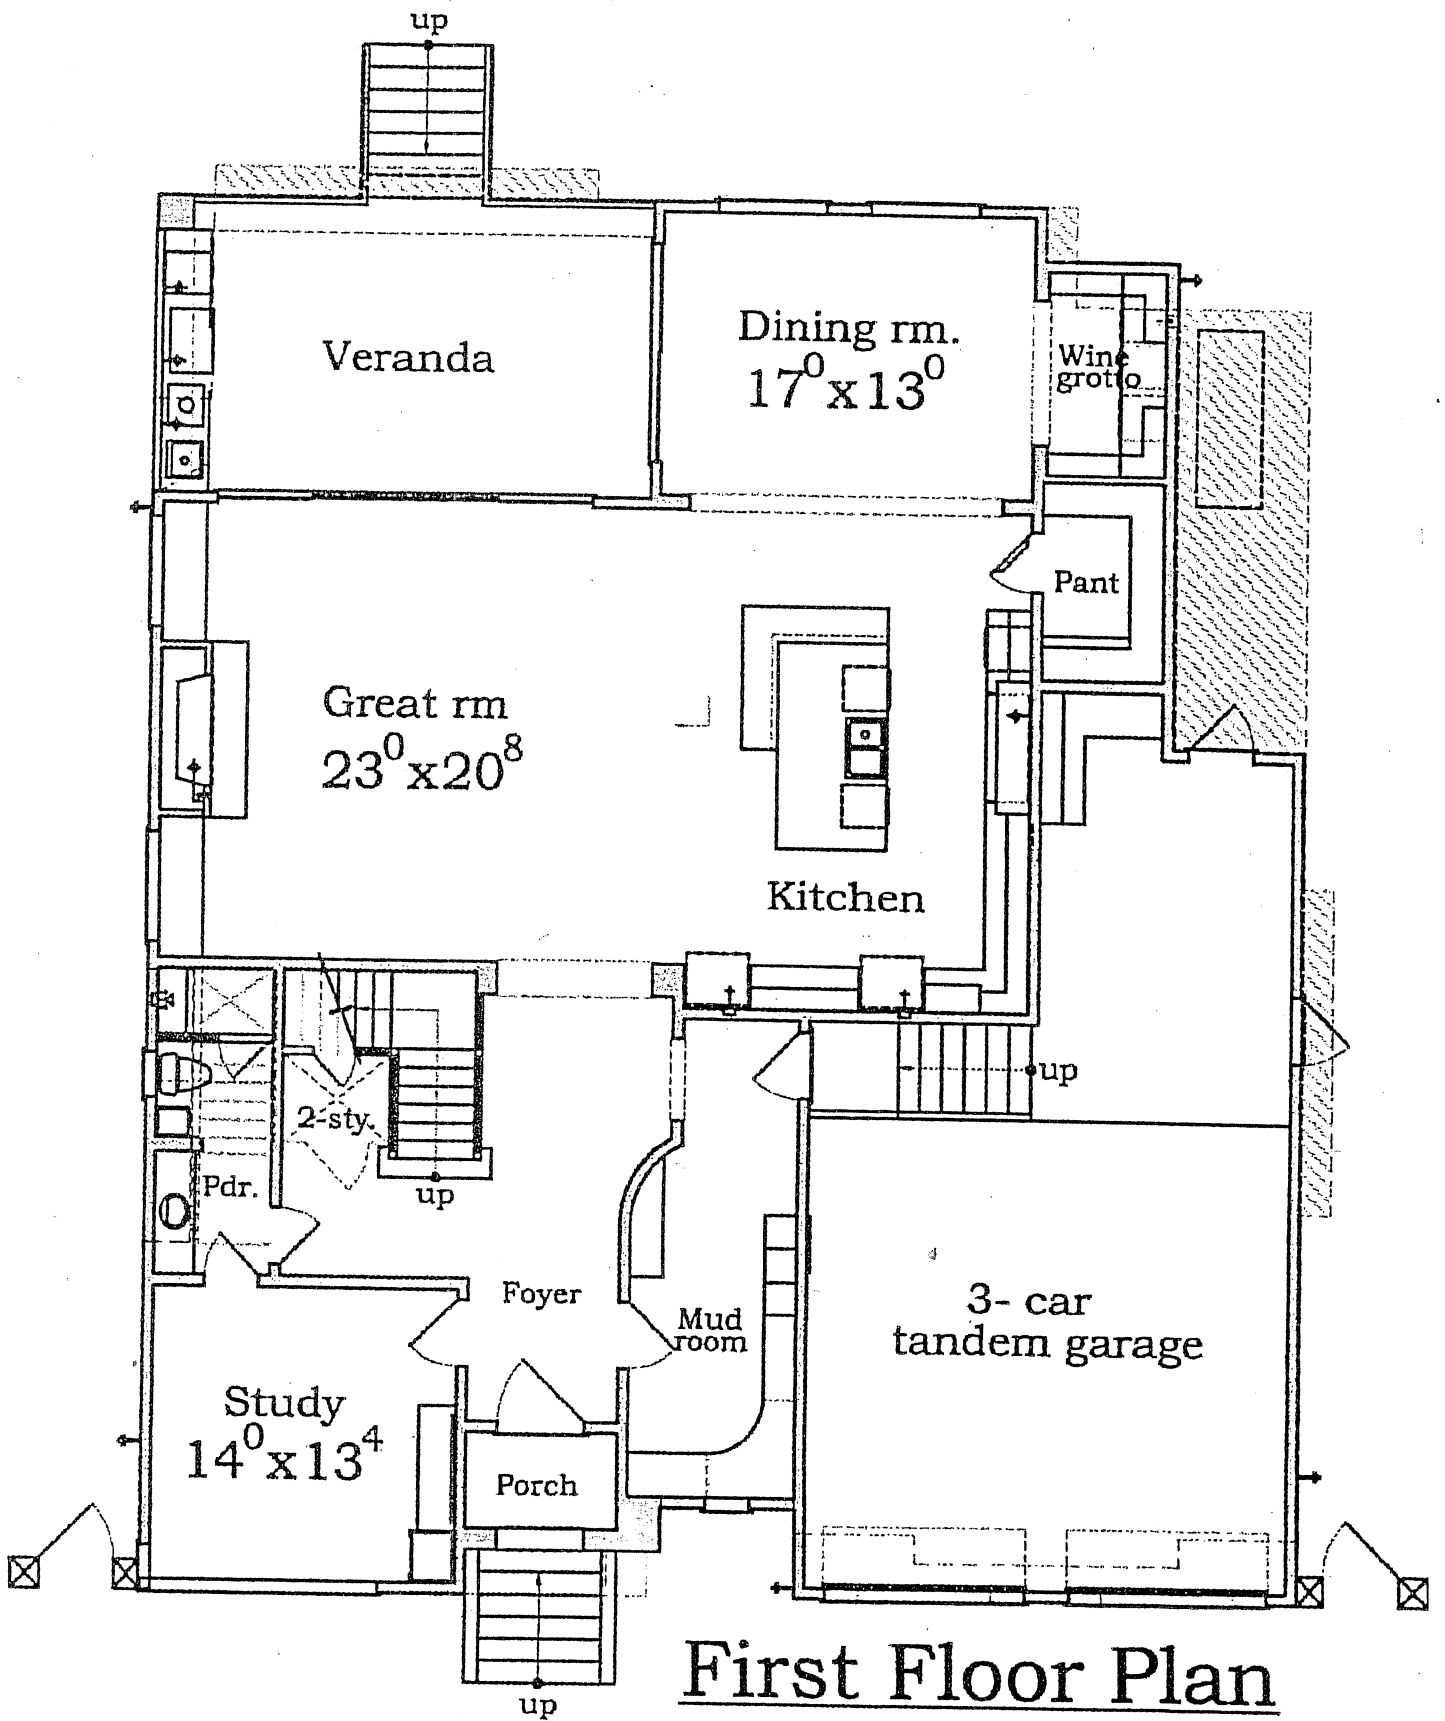 up
Veranda
Dining rm.
17⁰x13⁰
Wine
grotto
Pant
Great rm
23⁰x20⁸
Kitchen
up
2-sty.
Pdr.
up
Foyer
Mud
room
3- car
tandem garage
Study
14⁰x13⁴
Porch
up
First Floor Plan